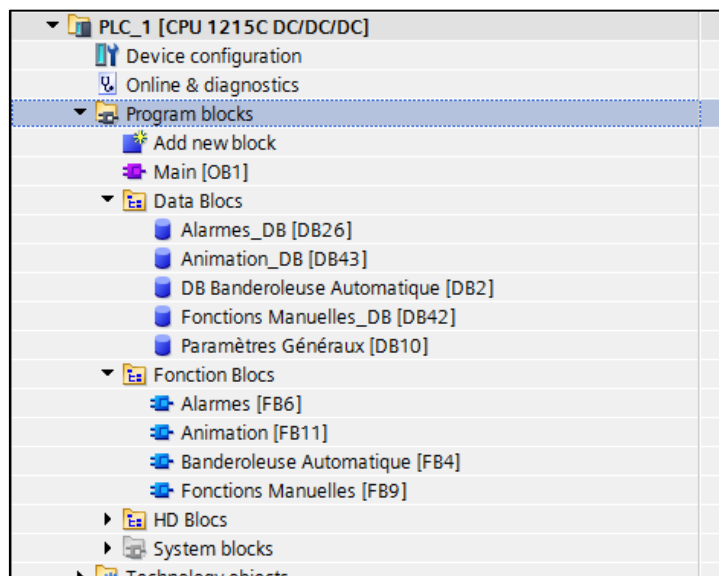 PLC_1 [CPU 1215C DC/DC/DC]
Device configuration
Online & diagnostics
Program blocks
Add new block
Main [OB1]
Data Blocs
Alarmes_DB [DB26]
Animation_DB [DB43]
DB Banderoleuse Automatique [DB2]
Fonctions Manuelles_DB [DB42]
Paramètres Généraux [DB10]
Fonction Blocs
Alarmes [FB6]
Animation [FB11]
Banderoleuse Automatique [FB4]
Fonctions Manuelles [FB9]
HD Blocs
System blocks
Technology objects